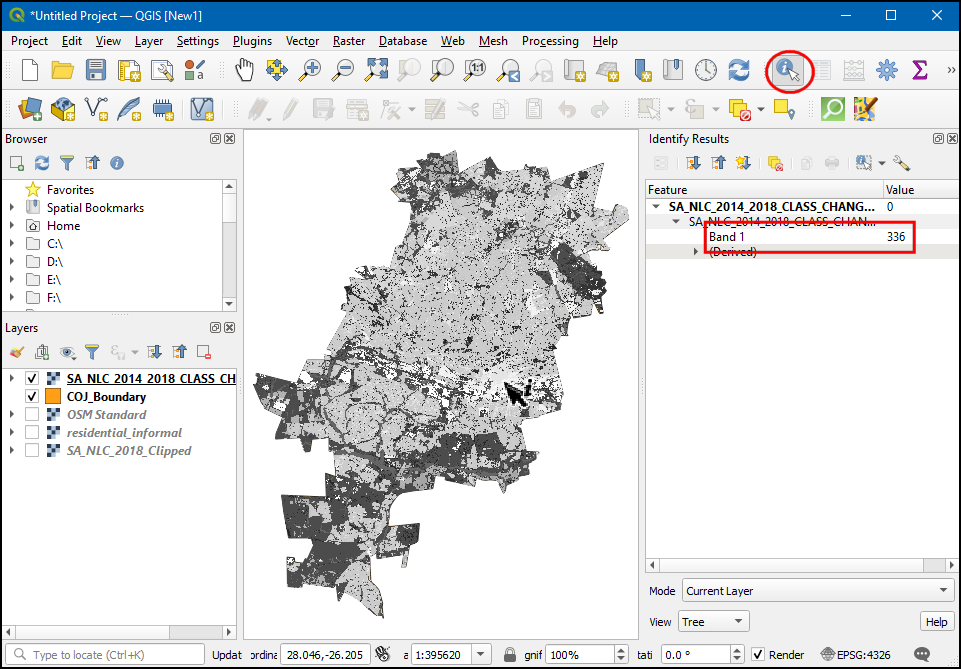 *Untitled Project — QGIS [New1]
Project Edit View Layer Settings Plugins Vector Raster Database Web Mesh Processing Help
1:1
»
Browser
Favorites
Spatial Bookmarks
Home
C:\
D:\
E:\
F:\
Layers
SA_NLC_2014_2018_CLASS_CH
COJ_Boundary
OSM Standard
residential_informal
SA_NLC_2018_Clipped
Identify Results
Feature Value
SA_NLC_2014_2018_CLASS_CHANG... 0
SA_NLC_2014_2018_CLASS_CHAN...
Band 1 336
(Derived)
Mode Current Layer
View Tree Help
Type to locate (Ctrl+K) Updat ordina 28.046,-26.205 a 1:395620 gnif 100% tati 0.0 ° Render EPSG:4326